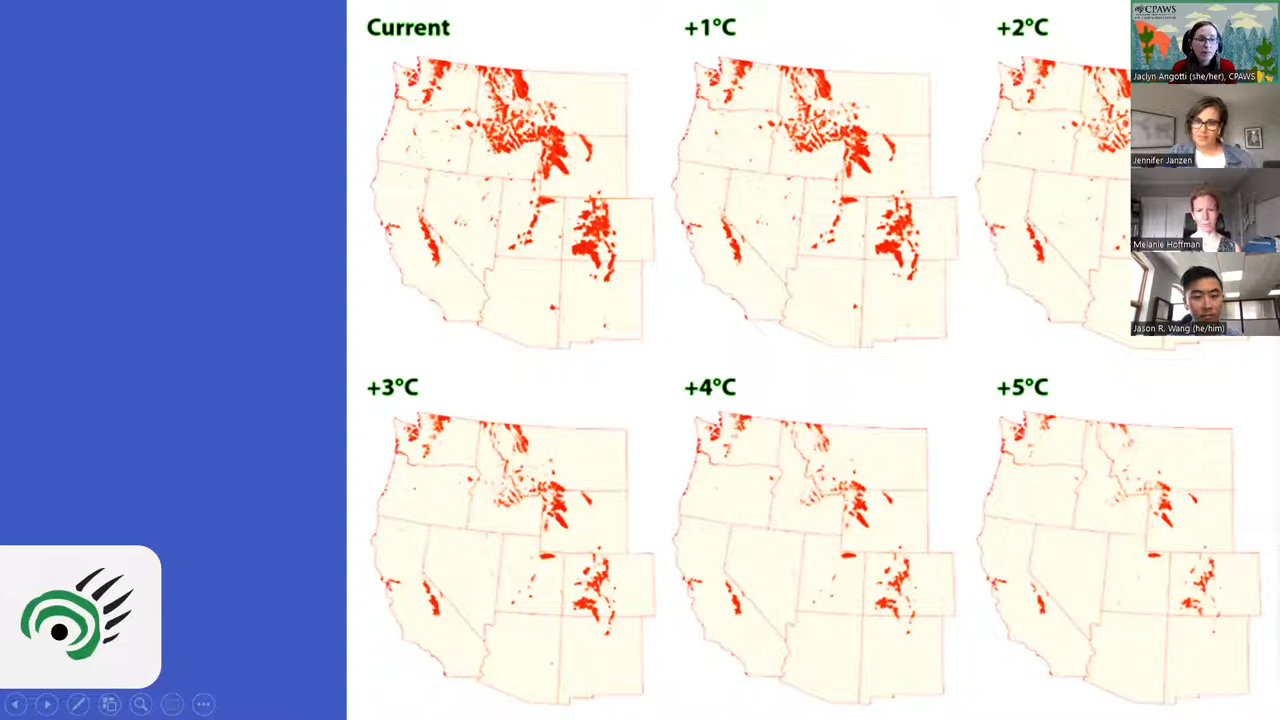 Current
+1°C
+2°C
CPAWS
Jaclyn Angotti (she/her), CPAWS
Jennifer Janzen
Melanie Hoffman
Jason R. Wang (he/him)
+3°C
+4°C
+5°C